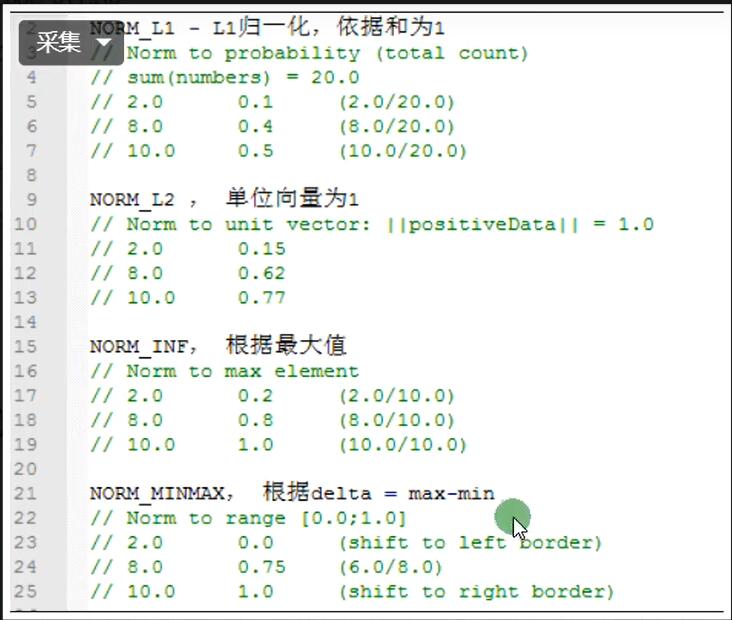 采集
2 NORM_L1 - L1归一化，依据和为1
3 // Norm to probability (total count)
4 // sum(numbers) = 20.0
5 // 2.0 0.1 (2.0/20.0)
6 // 8.0 0.4 (8.0/20.0)
7 // 10.0 0.5 (10.0/20.0)
8
9 NORM_L2 ， 单位向量为1
10 // Norm to unit vector: ||positiveData|| = 1.0
11 // 2.0 0.15
12 // 8.0 0.62
13 // 10.0 0.77
14
15 NORM_INF， 根据最大值
16 // Norm to max element
17 // 2.0 0.2 (2.0/10.0)
18 // 8.0 0.8 (8.0/10.0)
19 // 10.0 1.0 (10.0/10.0)
20
21 NORM_MINMAX， 根据delta = max-min
22 // Norm to range [0.0;1.0]
23 // 2.0 0.0 (shift to left border)
24 // 8.0 0.75 (6.0/8.0)
25 // 10.0 1.0 (shift to right border)